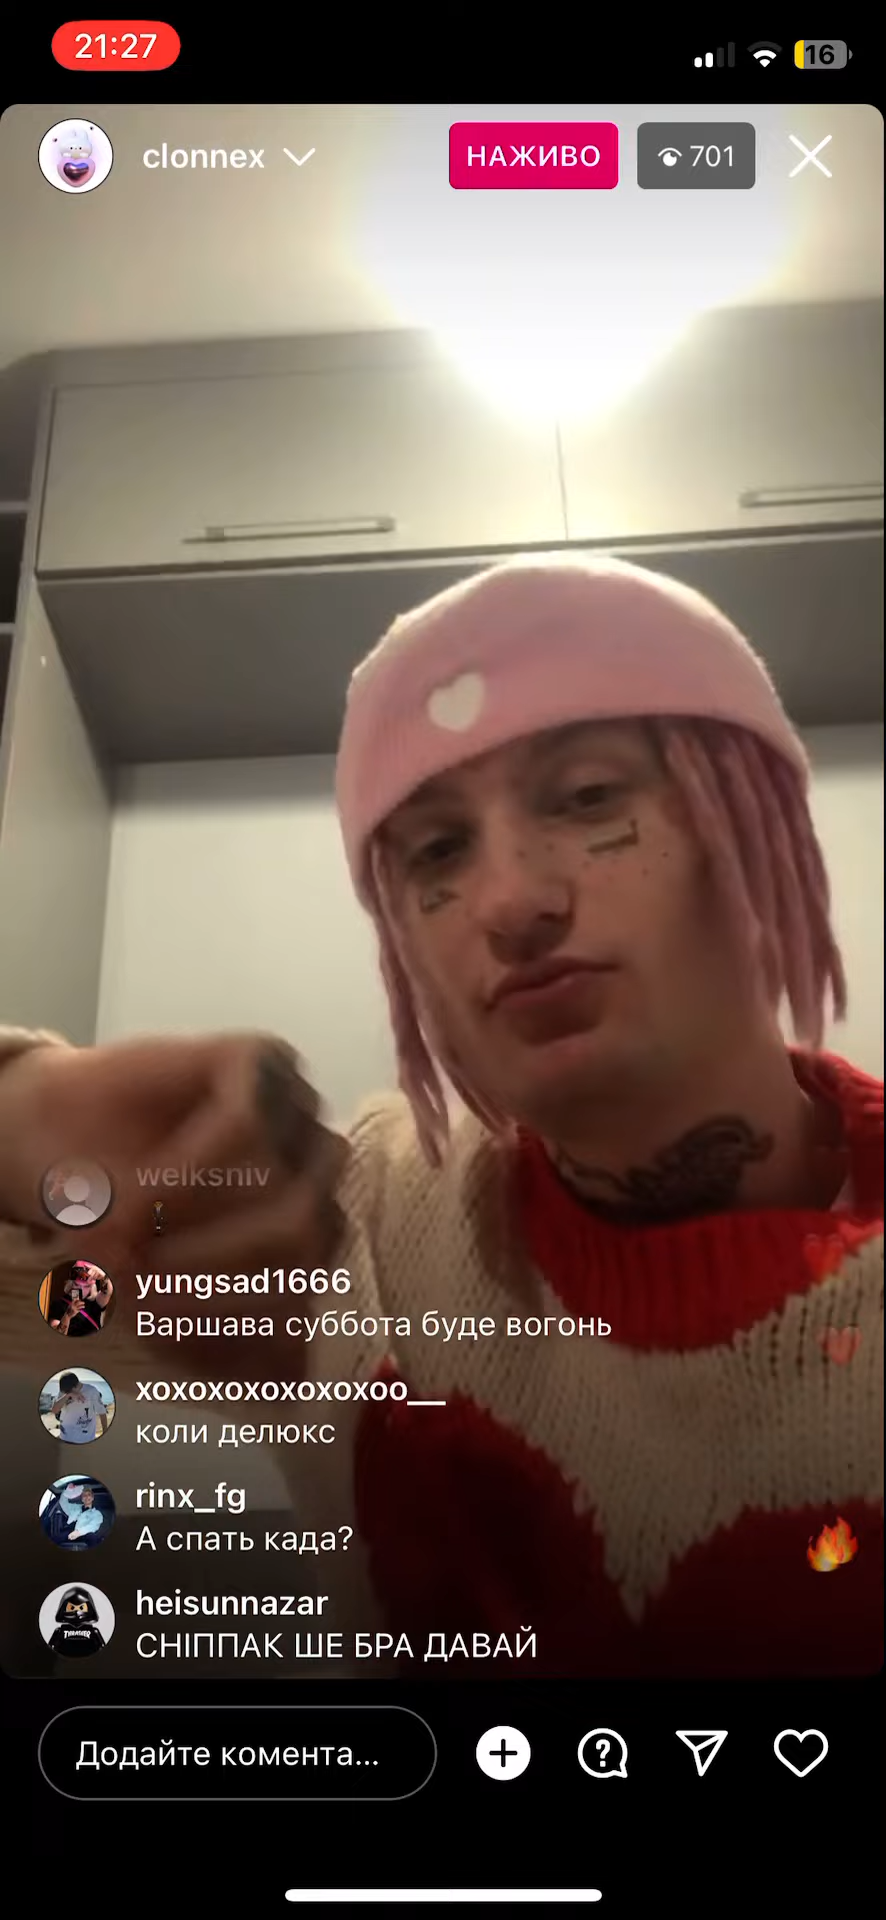 21:27
16
clonnex
НАЖИВО
701
welksniv
yungsad1666
Варшава суббота буде вогонь
xoxoxoxoxoxoxoo__
коли делюкс
rinx_fg
А спать када?
heisunnazar
СНІППАК ШЕ БРА ДАВАЙ
Додайте комента...